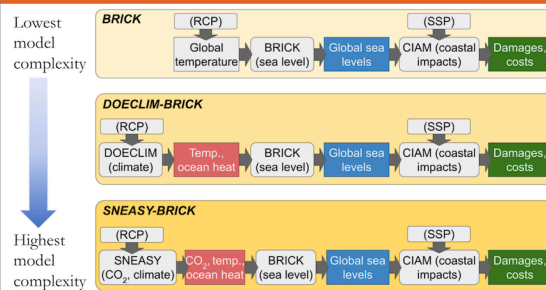 Lowest
model
complexity
Highest
model
complexity
BRICK
(RCP)
(SSP)
Global
temperature
BRICK
(sea level)
Global sea
levels
CIAM (coastal
impacts)
Damages,
costs
DOECLIM-BRICK
(RCP)
(SSP)
DOECLIM
(climate)
Temp.,
ocean heat
BRICK
(sea level)
Global sea
levels
CIAM (coastal
impacts)
Damages,
costs
SNEASY-BRICK
(RCP)
(SSP)
SNEASY
(CO₂, climate)
CO₂, temp.,
ocean heat
BRICK
(sea level)
Global sea
levels
CIAM (coastal
impacts)
Damages,
costs